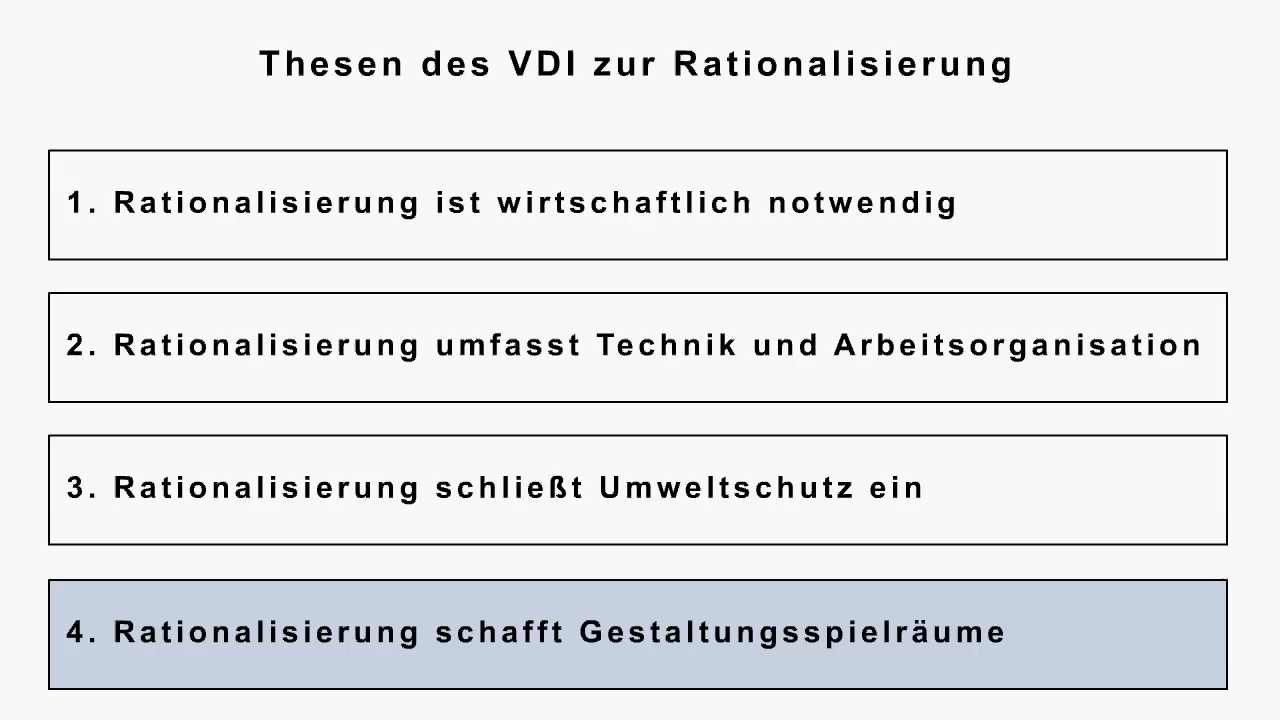 Thesen des VDI zur Rationalisierung
1. Rationalisierung ist wirtschaftlich notwendig
2. Rationalisierung umfasst Technik und Arbeitsorganisation
3. Rationalisierung schließt Umweltschutz ein
4. Rationalisierung schafft Gestaltungsspielräume